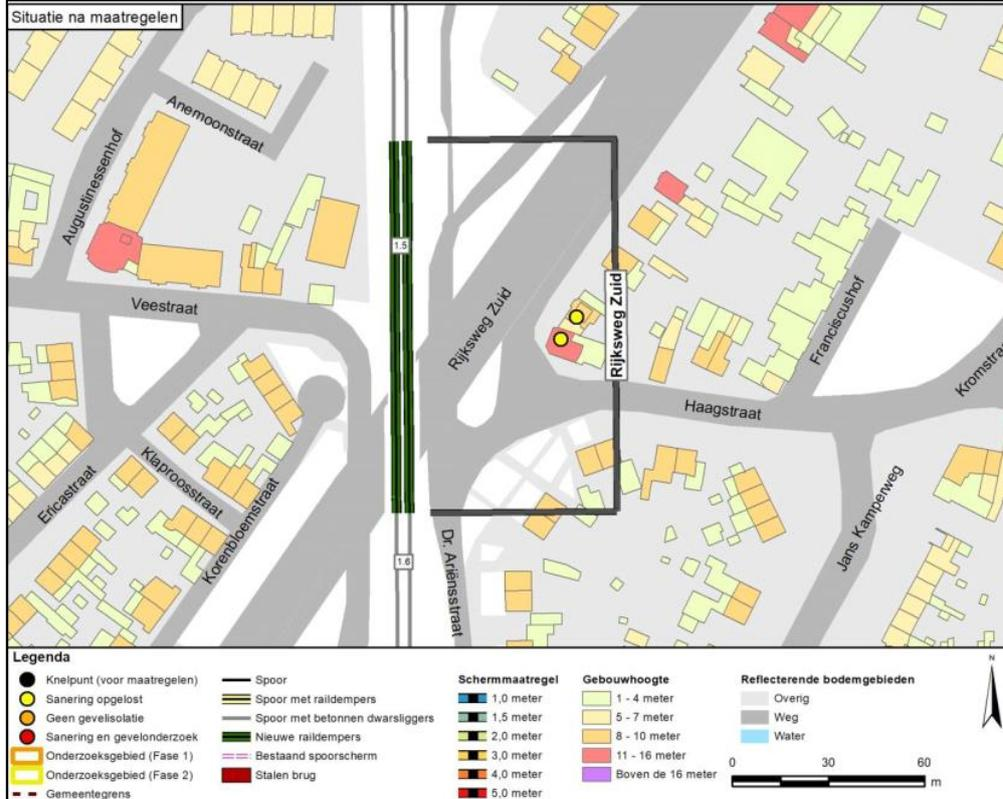 Situatie na maatregelen
Anemoonstraat
Augustinessenhof
1.5
Veestraat
Rijksweg Zuid
Rijksweg Zuid
Franciscushof
Kromstra
Haagstraat
Klaproosstraat
Ericastraat
Korenbloemstraat
Jans Kamperweg
1.6
Dr. Ariënsstraat
Legenda
Knelpunt (voor maatregelen)
Sanering opgelost
Geen gevelisolatie
Sanering en gevelonderzoek
Onderzoeksgebied (Fase 1)
Onderzoeksgebied (Fase 2)
Gemeentegrens
Spoor
Spoor met raildempers
Spoor met betonnen dwarsliggers
Nieuwe raildempers
Bestaand spoorscherm
Stalen brug
Schermmaatregel
1,0 meter
1,5 meter
2,0 meter
3,0 meter
4,0 meter
5,0 meter
Gebouwhoogte
1 - 4 meter
5 - 7 meter
8 - 10 meter
11 - 16 meter
Boven de 16 meter
Reflecterende bodemgebieden
Overig
Weg
Water
N
0 30 60
m